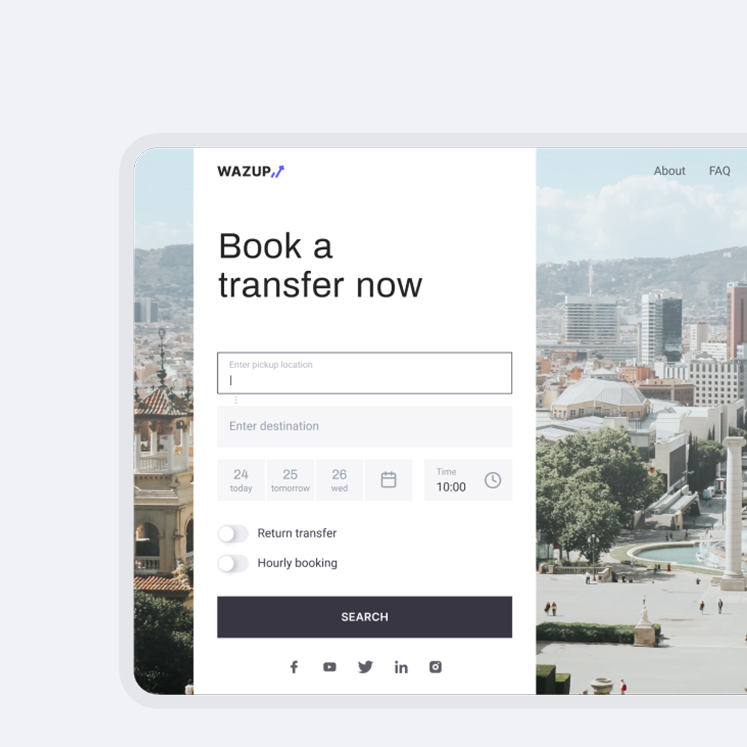 WAZUP
About FAQ
Book a
transfer now
Enter pickup location
Enter destination
24 25 26 Time
today tomorrow wed 10:00
Return transfer
Hourly booking
SEARCH